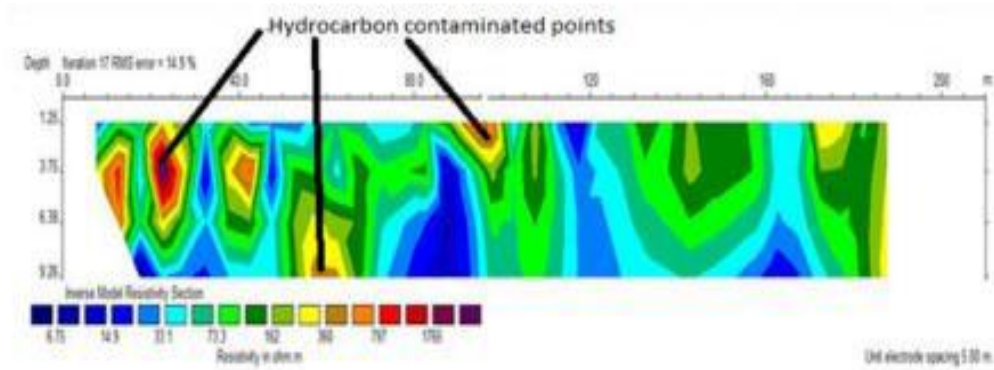 Hydrocarbon contaminated points
Depth Iteration 17 RMS error = 14.9 %
0.0 40.0 80.0 120 160 200 m
1.25
3.75
6.38
9.26
Inverse Model Resistivity Section
6.75 14.9 33.1 73.3 162 360 797 1765
Resistivity in ohm.m
Unit electrode spacing 5.00 m.